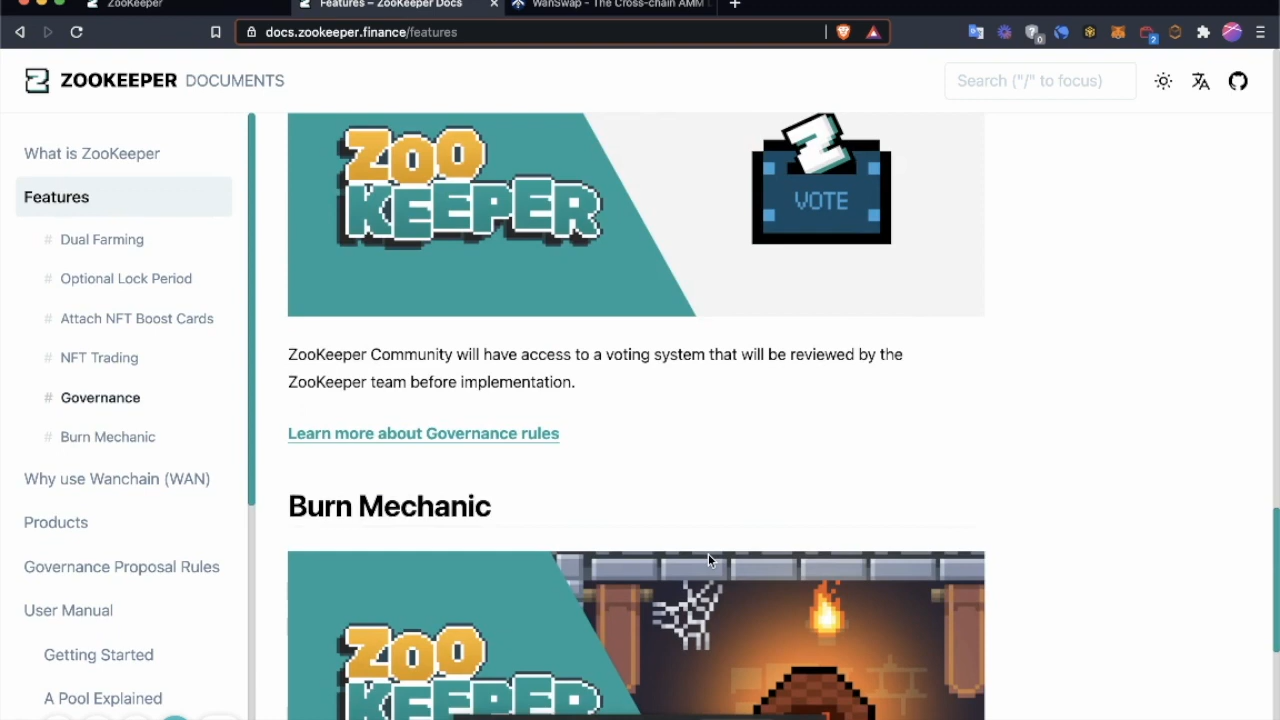 ZooKeeper
Features – ZooKeeper Docs
WanSwap - The Cross-chain AMM
docs.zookeeper.finance/features
0
2
ZOOKEEPER DOCUMENTS
Search ("/" to focus)
What is ZooKeeper
Features
# Dual Farming
# Optional Lock Period
# Attach NFT Boost Cards
# NFT Trading
# Governance
# Burn Mechanic
Why use Wanchain (WAN)
Products
Governance Proposal Rules
User Manual
Getting Started
A Pool Explained
ZOO
KEEPER
Z
VOTE
ZooKeeper Community will have access to a voting system that will be reviewed by the
ZooKeeper team before implementation.
Learn more about Governance rules
Burn Mechanic
ZOO
KEEPER